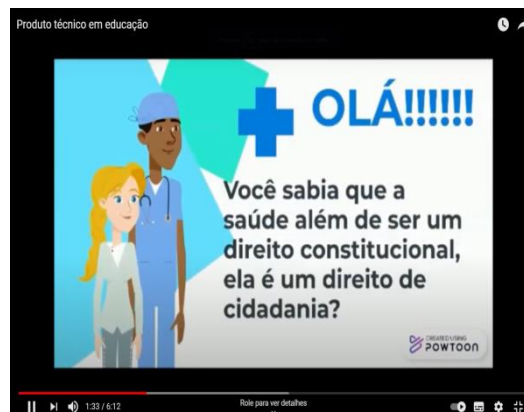 Produto técnico em educação
OLÁ!!!!!!
Você sabia que a
saúde além de ser um
direito constitucional,
ela é um direito de
cidadania?
CREATED USING
POWTOON
1:33 / 6:12
Role para ver detalhes